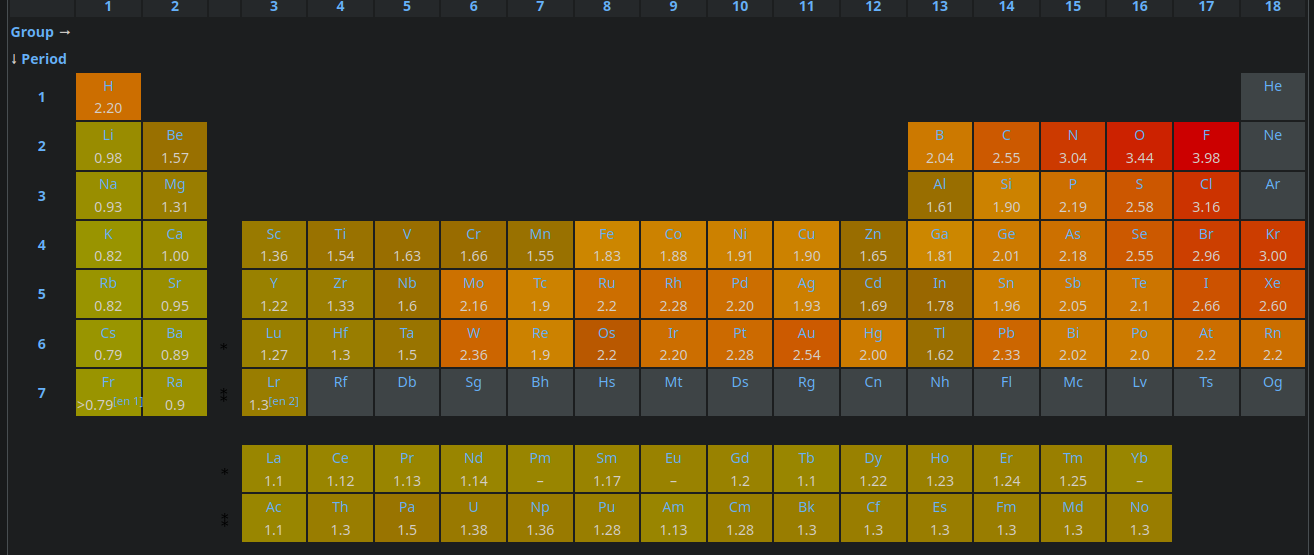 1 2 3 4 5 6 7 8 9 10 11 12 13 14 15 16 17 18
Group →
↓ Period
1 H He
2.20
2 Li Be B C N O F Ne
0.98 1.57 2.04 2.55 3.04 3.44 3.98
3 Na Mg Al Si P S Cl Ar
0.93 1.31 1.61 1.90 2.19 2.58 3.16
4 K Ca Sc Ti V Cr Mn Fe Co Ni Cu Zn Ga Ge As Se Br Kr
0.82 1.00 1.36 1.54 1.63 1.66 1.55 1.83 1.88 1.91 1.90 1.65 1.81 2.01 2.18 2.55 2.96 3.00
5 Rb Sr Y Zr Nb Mo Tc Ru Rh Pd Ag Cd In Sn Sb Te I Xe
0.82 0.95 1.22 1.33 1.6 2.16 1.9 2.2 2.28 2.20 1.93 1.69 1.78 1.96 2.05 2.1 2.66 2.60
6 Cs Ba * Lu Hf Ta W Re Os Ir Pt Au Hg Tl Pb Bi Po At Rn
0.79 0.89 1.27 1.3 1.5 2.36 1.9 2.2 2.20 2.28 2.54 2.00 1.62 2.33 2.02 2.0 2.2 2.2
7 Fr Ra ⁑ Lr Rf Db Sg Bh Hs Mt Ds Rg Cn Nh Fl Mc Lv Ts Og
>0.79[en 1] 0.9 1.3[en 2]
* La Ce Pr Nd Pm Sm Eu Gd Tb Dy Ho Er Tm Yb
1.1 1.12 1.13 1.14 – 1.17 – 1.2 1.1 1.22 1.23 1.24 1.25 –
⁑ Ac Th Pa U Np Pu Am Cm Bk Cf Es Fm Md No
1.1 1.3 1.5 1.38 1.36 1.28 1.13 1.28 1.3 1.3 1.3 1.3 1.3 1.3